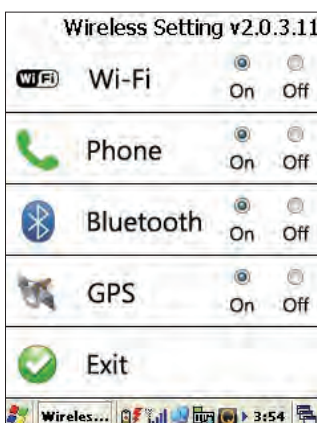 Wireless Setting v2.0.3.11
WiFi Wi-Fi
On Off
Phone
On Off
Bluetooth
On Off
GPS
On Off
Exit
Wireles... 3:54